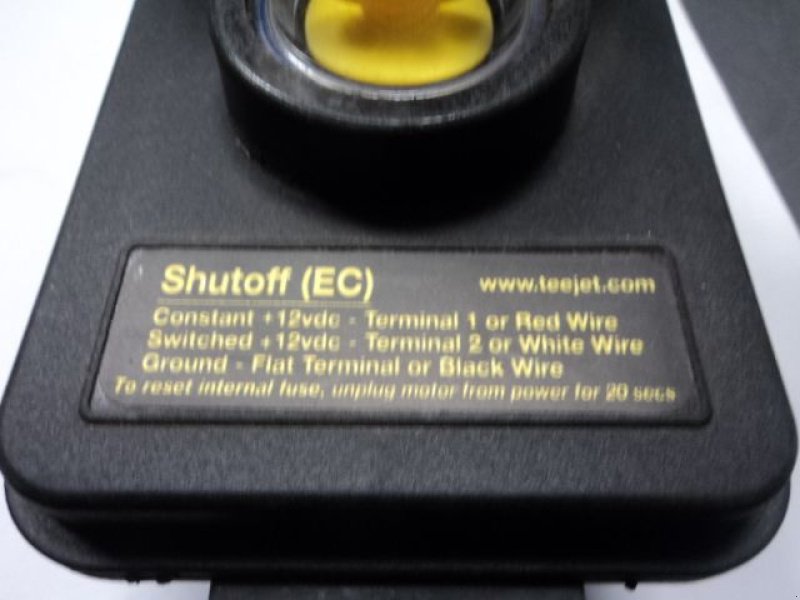 Shutoff (EC)
www.teejet.com
Constant +12vdc - Terminal 1 or Red Wire
Switched +12vdc - Terminal 2 or White Wire
Ground - Flat Terminal or Black Wire
To reset internal fuse, unplug motor from power for 20 secs